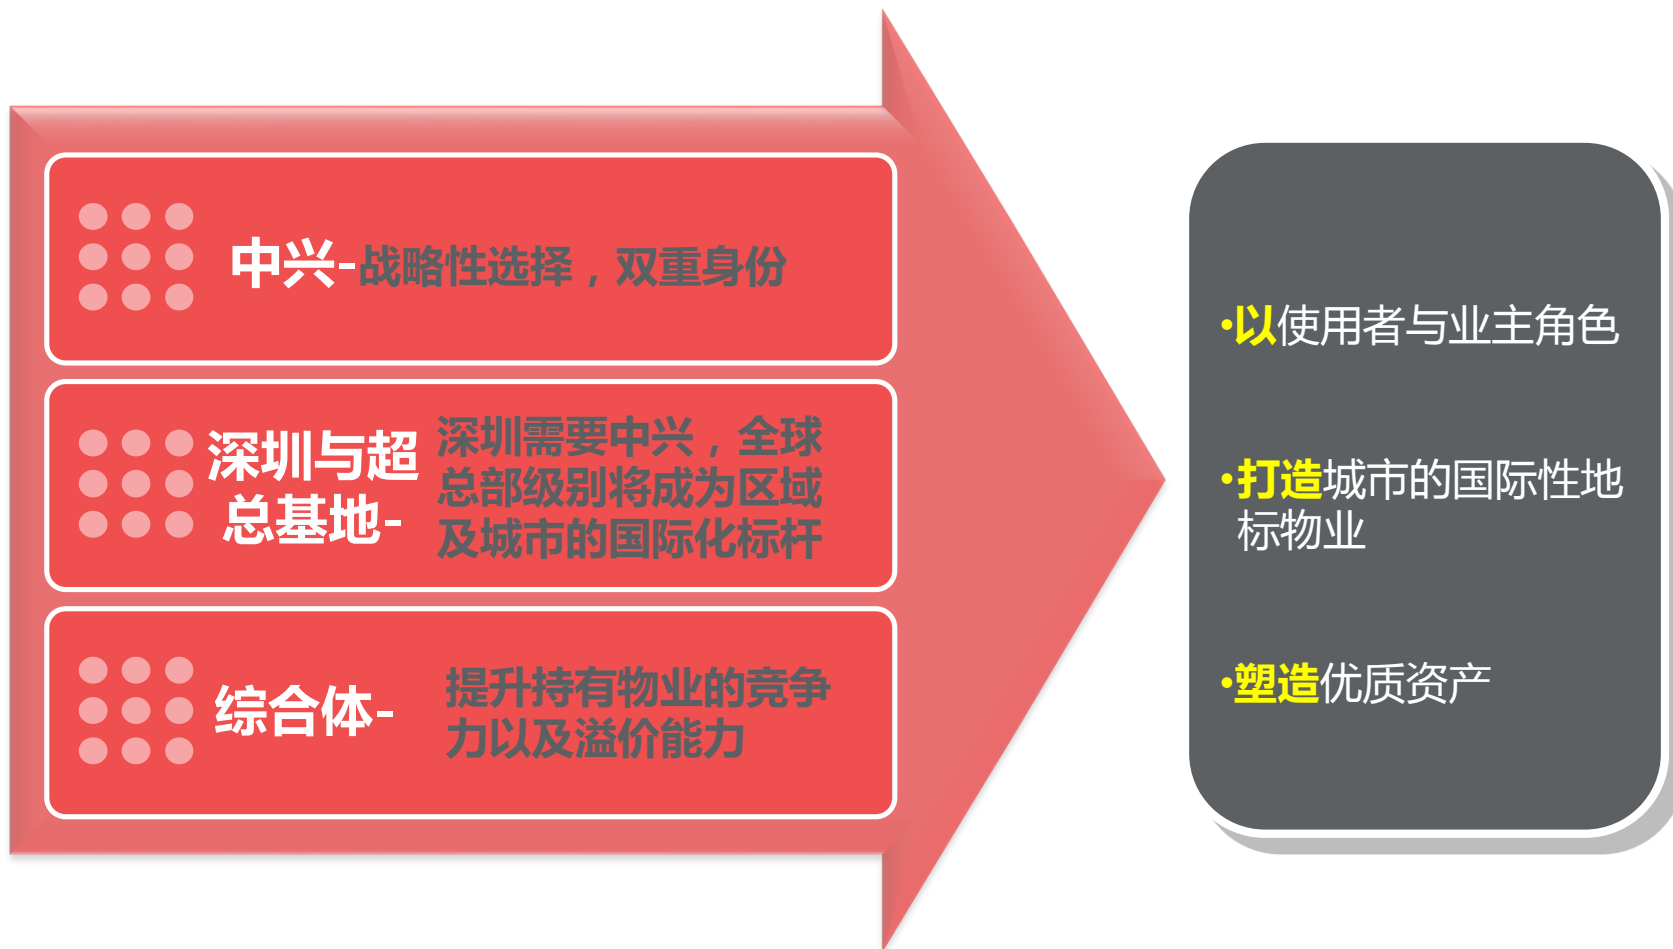 中兴-战略性选择，双重身份
深圳与超
总基地-
深圳需要中兴，全球
总部级别将成为区域
及城市的国际化标杆
综合体-
提升持有物业的竞争
力以及溢价能力
•以使用者与业主角色
•打造城市的国际性地
标物业
•塑造优质资产